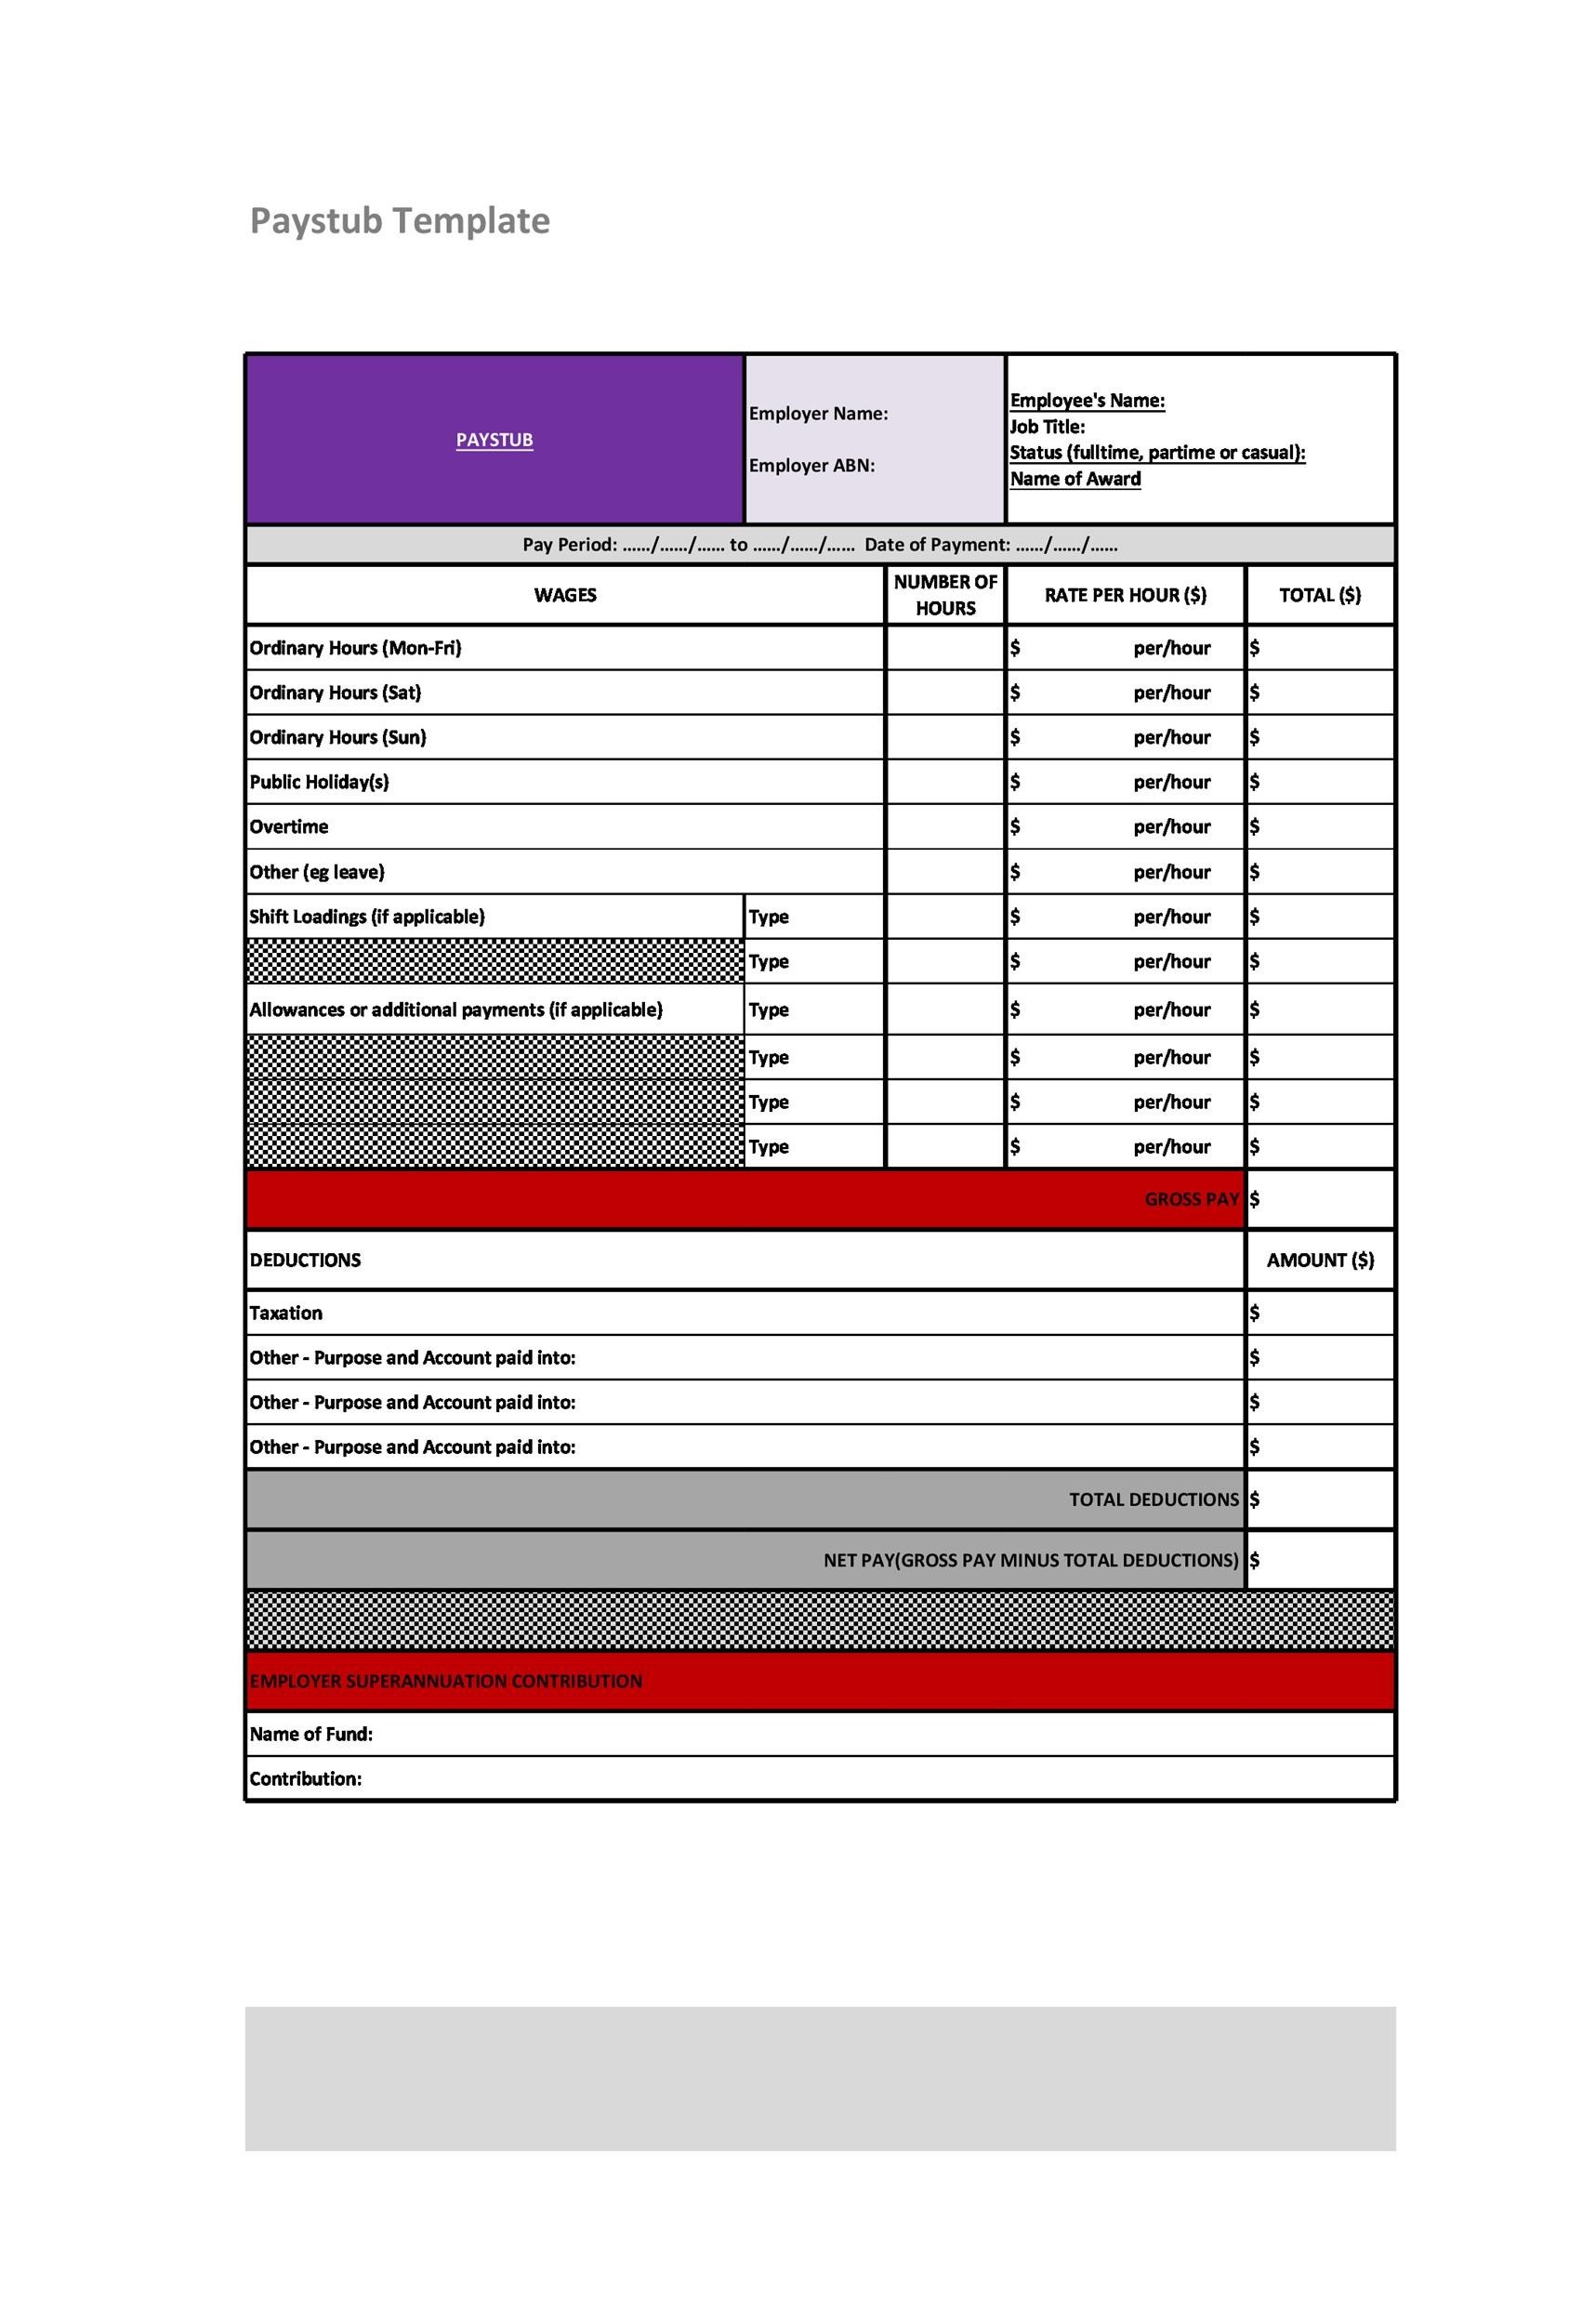 Paystub Template
PAYSTUB
Employer Name:
Employer ABN:
Employee's Name:
Job Title:
Status (fulltime, partime or casual):
Name of Award
Pay Period: ....../....../...... to ....../....../...... Date of Payment: ....../....../......
WAGES NUMBER OF HOURS RATE PER HOUR ($) TOTAL ($)
Ordinary Hours (Mon-Fri) $ per/hour $
Ordinary Hours (Sat) $ per/hour $
Ordinary Hours (Sun) $ per/hour $
Public Holiday(s) $ per/hour $
Overtime $ per/hour $
Other (eg leave) $ per/hour $
Shift Loadings (if applicable) Type $ per/hour $
Type $ per/hour $
Allowances or additional payments (if applicable) Type $ per/hour $
Type $ per/hour $
Type $ per/hour $
Type $ per/hour $
GROSS PAY $
DEDUCTIONS AMOUNT ($)
Taxation $
Other - Purpose and Account paid into: $
Other - Purpose and Account paid into: $
Other - Purpose and Account paid into: $
TOTAL DEDUCTIONS $
NET PAY(GROSS PAY MINUS TOTAL DEDUCTIONS) $
EMPLOYER SUPERANNUATION CONTRIBUTION
Name of Fund:
Contribution: